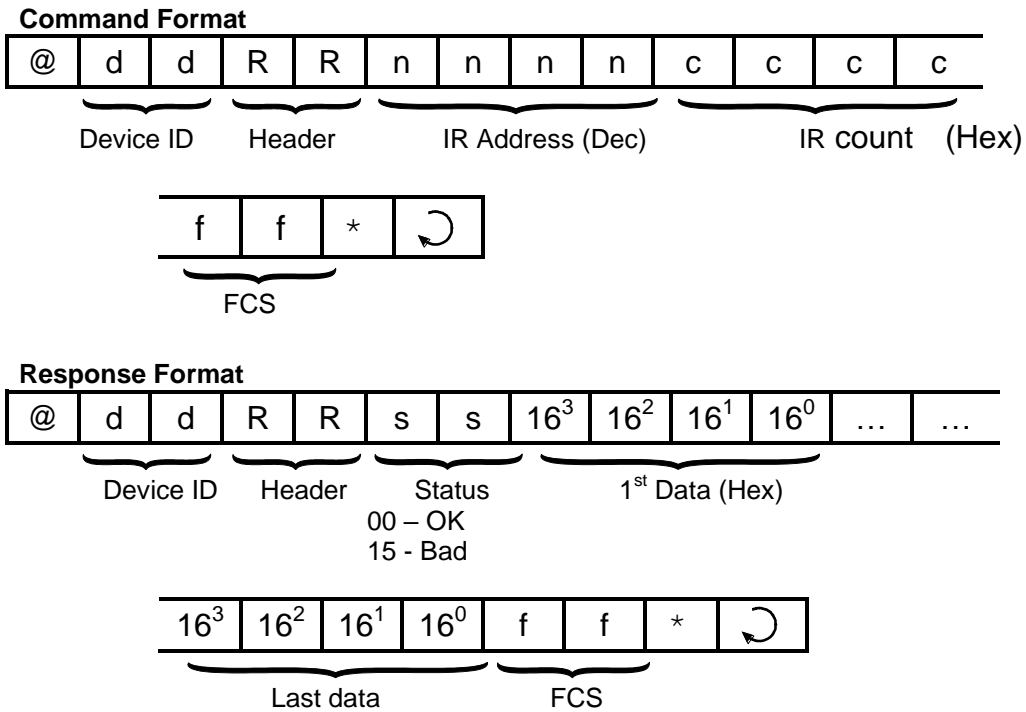 Command Format
@ d d R R n n n n c c c c
Device ID Header IR Address (Dec) IR count (Hex)
f f *
FCS
Response Format
@ d d R R s s 16³ 16² 16¹ 16⁰ … …
Device ID Header Status 1st Data (Hex)
00 – OK
15 - Bad
16³ 16² 16¹ 16⁰ f f *
Last data FCS